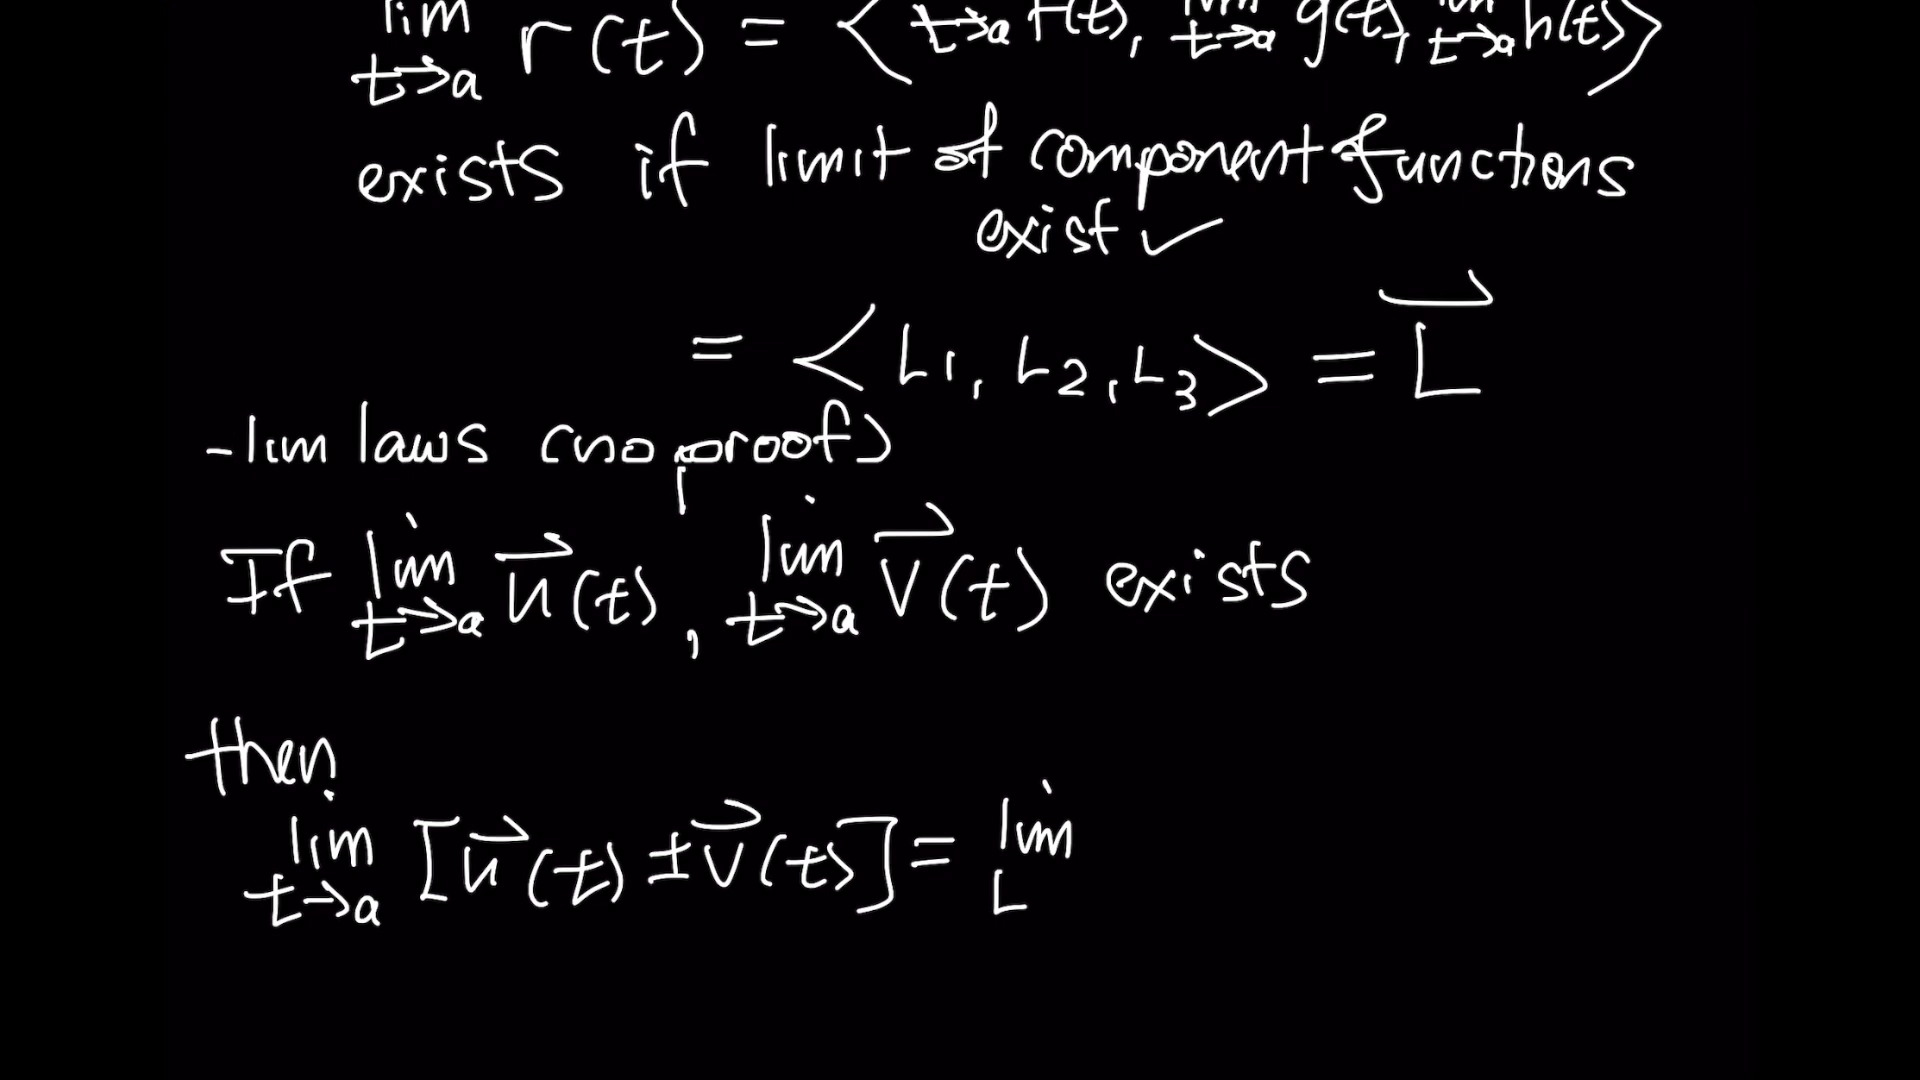 lim t→a r(t) = < t→a f(t), lim t→a g(t), lim t→a h(t) >
exists if limit of component functions
exist ✓
= < L1, L2, L3 > = L⃗
- lim laws (no proof)
If lim t→a u⃗(t), lim t→a v⃗(t) exists
then
lim t→a [u⃗(t) ± v⃗(t)] = lim L